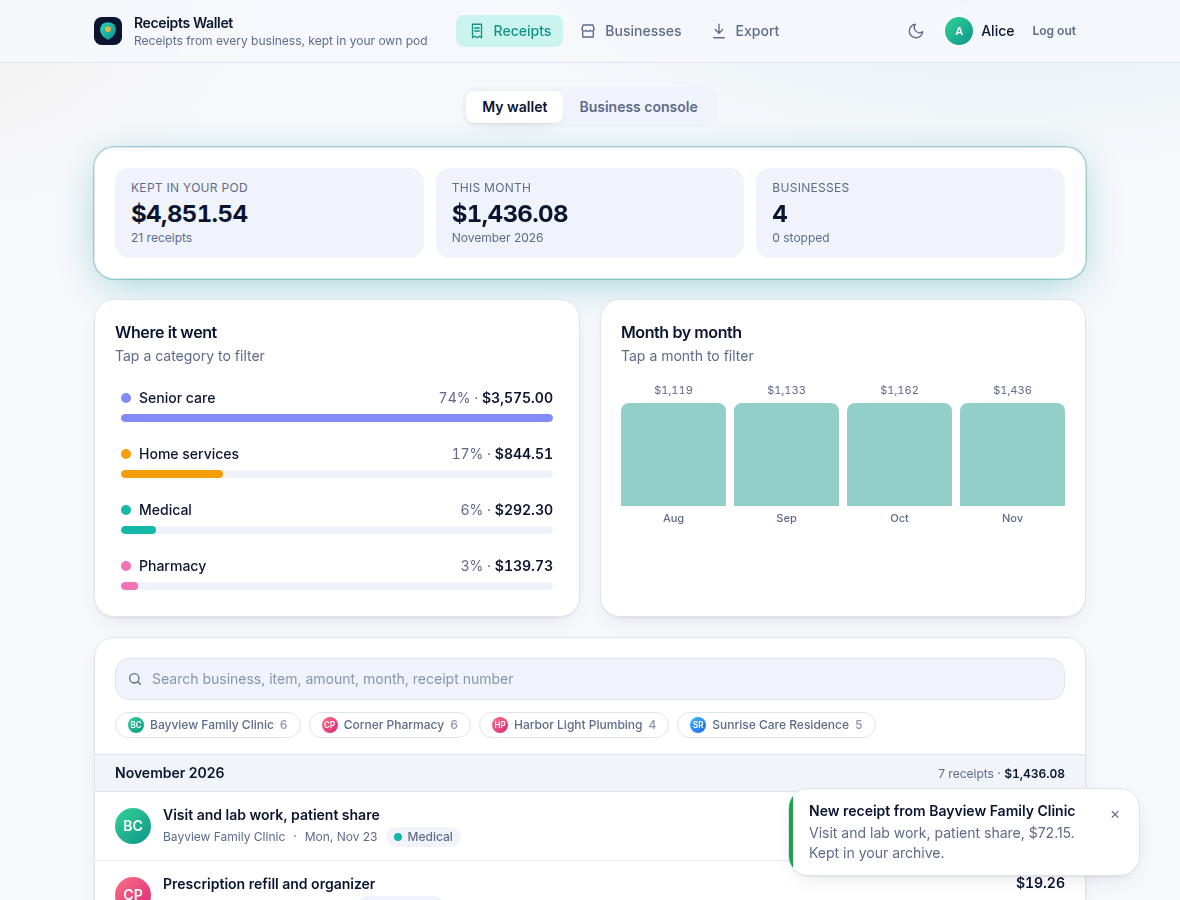 Receipts Wallet
Receipts from every business, kept in your own pod
Receipts
Businesses
Export
A
Alice
Log out
My wallet
Business console
KEPT IN YOUR POD
$4,851.54
21 receipts
THIS MONTH
$1,436.08
November 2026
BUSINESSES
4
0 stopped
Where it went
Tap a category to filter
Senior care
74% · $3,575.00
Home services
17% · $844.51
Medical
6% · $292.30
Pharmacy
3% · $139.73
Month by month
Tap a month to filter
$1,119
$1,133
$1,162
$1,436
Aug
Sep
Oct
Nov
Search business, item, amount, month, receipt number
BC Bayview Family Clinic 6
CP Corner Pharmacy 6
HP Harbor Light Plumbing 4
SR Sunrise Care Residence 5
November 2026
7 receipts · $1,436.08
BC
Visit and lab work, patient share
Bayview Family Clinic · Mon, Nov 23 Medical
New receipt from Bayview Family Clinic
Visit and lab work, patient share, $72.15.
Kept in your archive.
CP
Prescription refill and organizer
$19.26